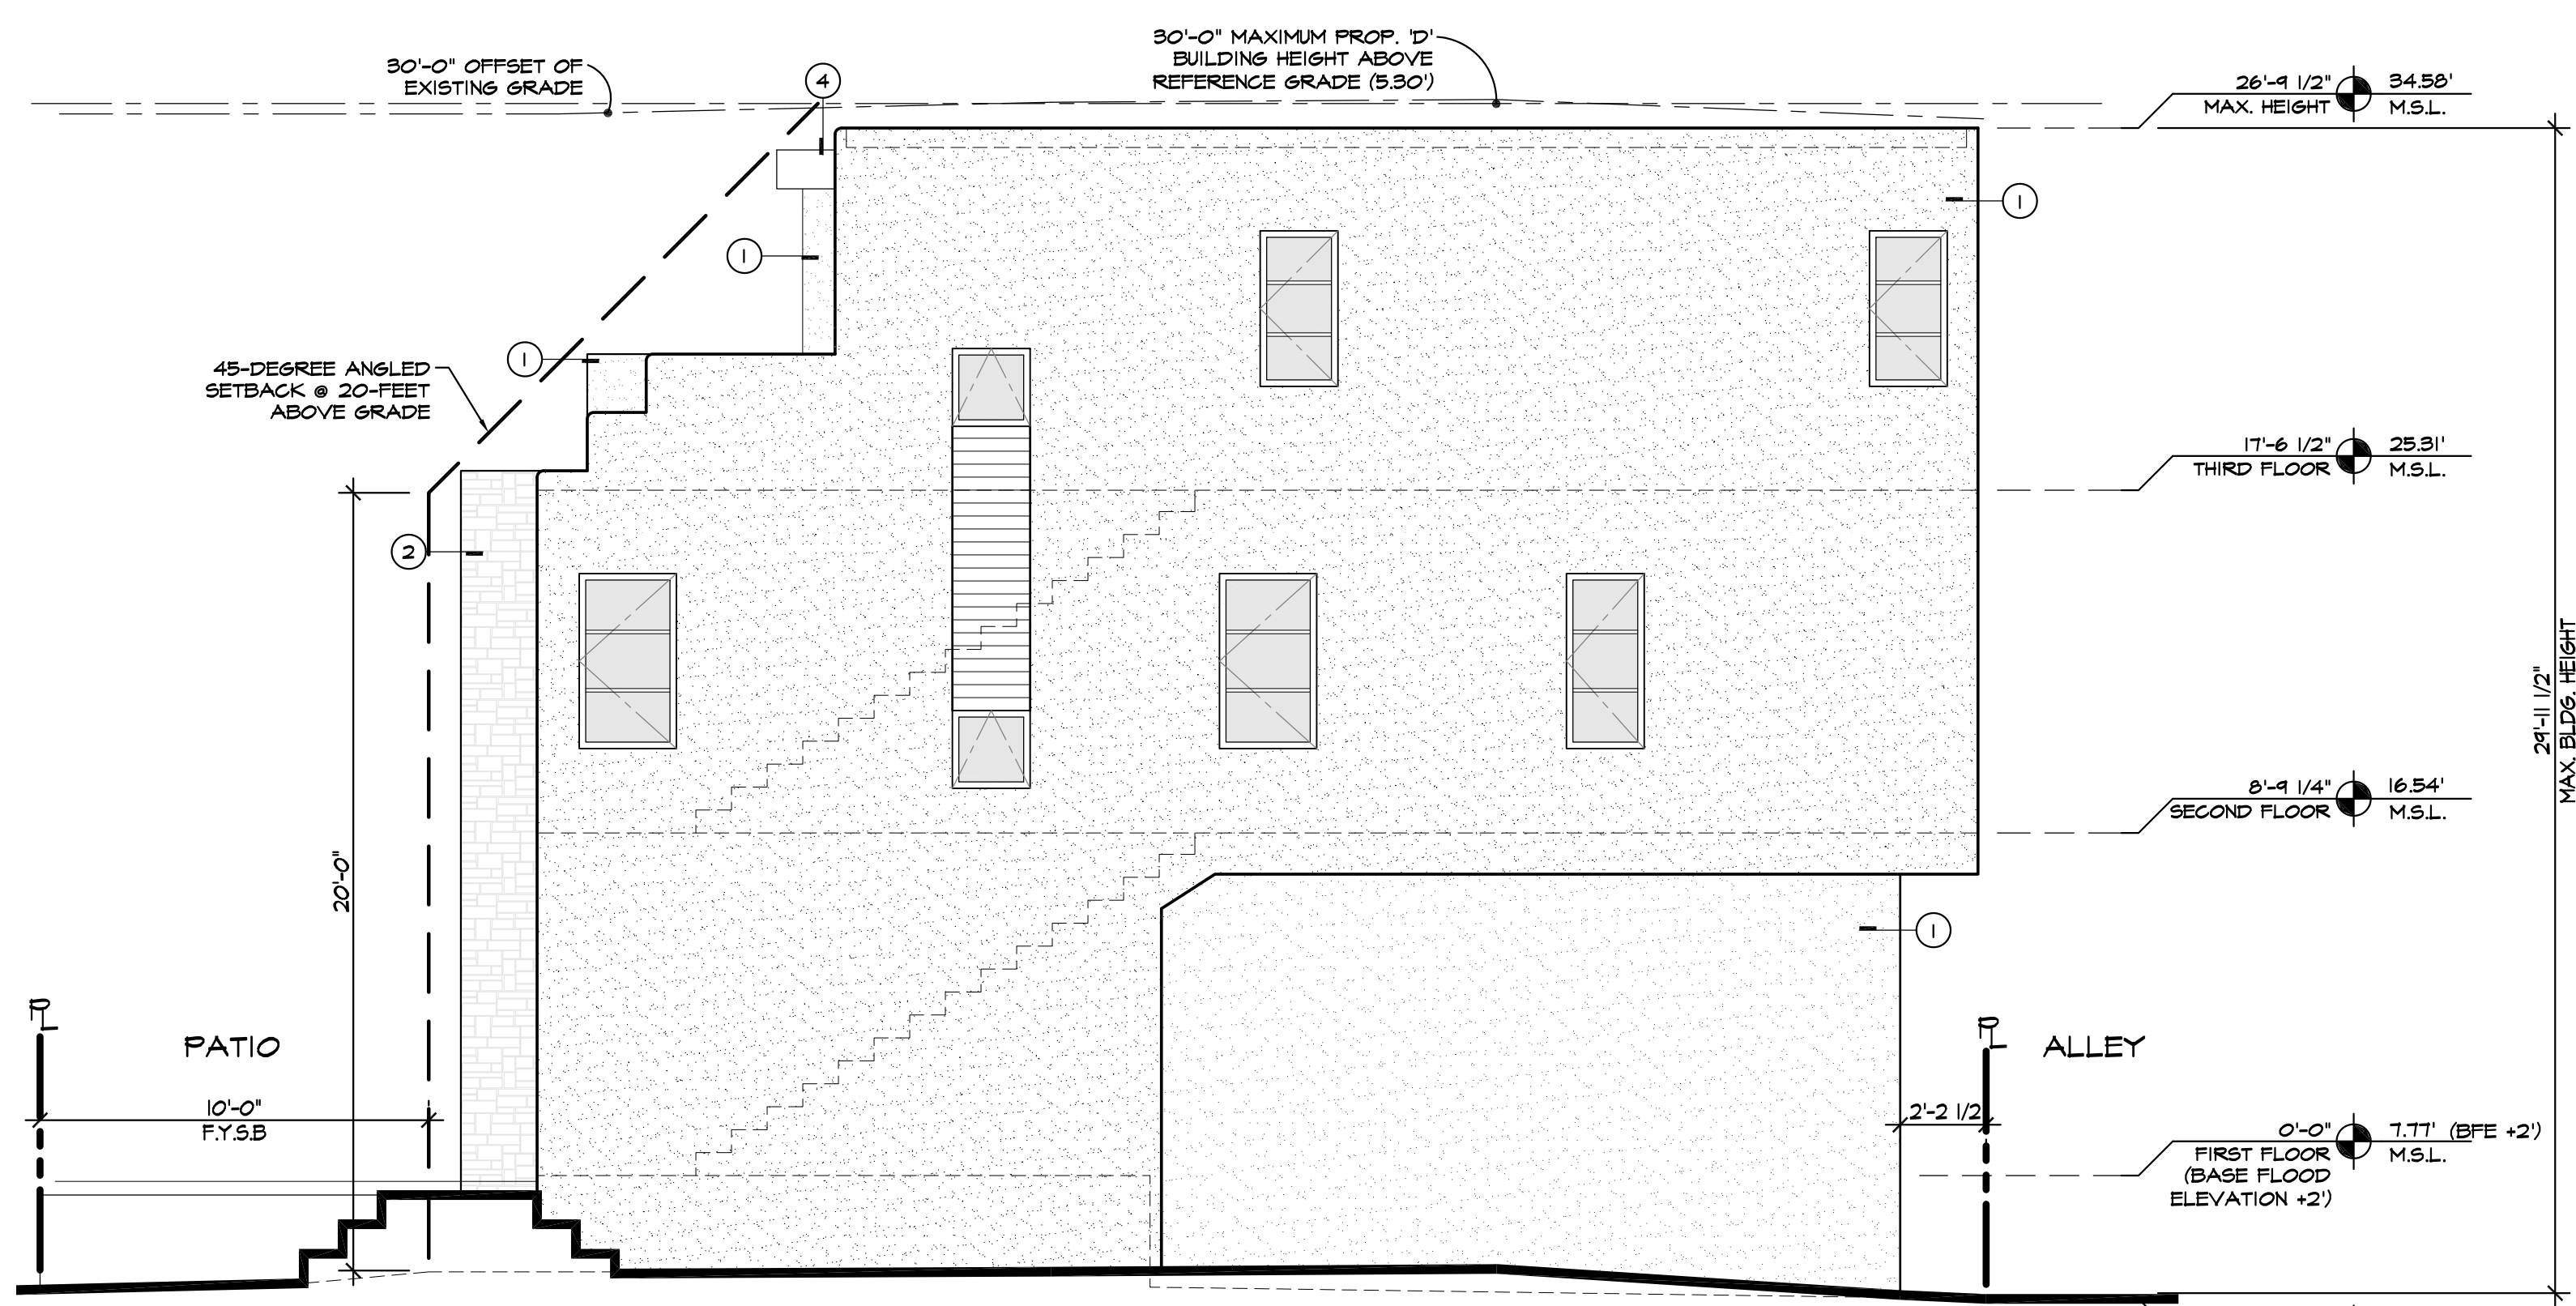 30'-0" OFFSET OF
EXISTING GRADE
4
30'-0" MAXIMUM PROP. 'D'
BUILDING HEIGHT ABOVE
REFERENCE GRADE (5.30')
26'-9 1/2"
MAX. HEIGHT
34.58'
M.S.L.
1
1
1
45-DEGREE ANGLED
SETBACK @ 20-FEET
ABOVE GRADE
17'-6 1/2"
THIRD FLOOR
25.31'
M.S.L.
2
29'-11 1/2"
MAX. BLDG. HEIGHT
8'-9 1/4"
SECOND FLOOR
16.54'
M.S.L.
20'-0"
1
PL
PATIO
PL
ALLEY
10'-0"
F.Y.S.B
2'-2 1/2
0'-0"
FIRST FLOOR
(BASE FLOOD
ELEVATION +2')
7.77' (BFE +2')
M.S.L.